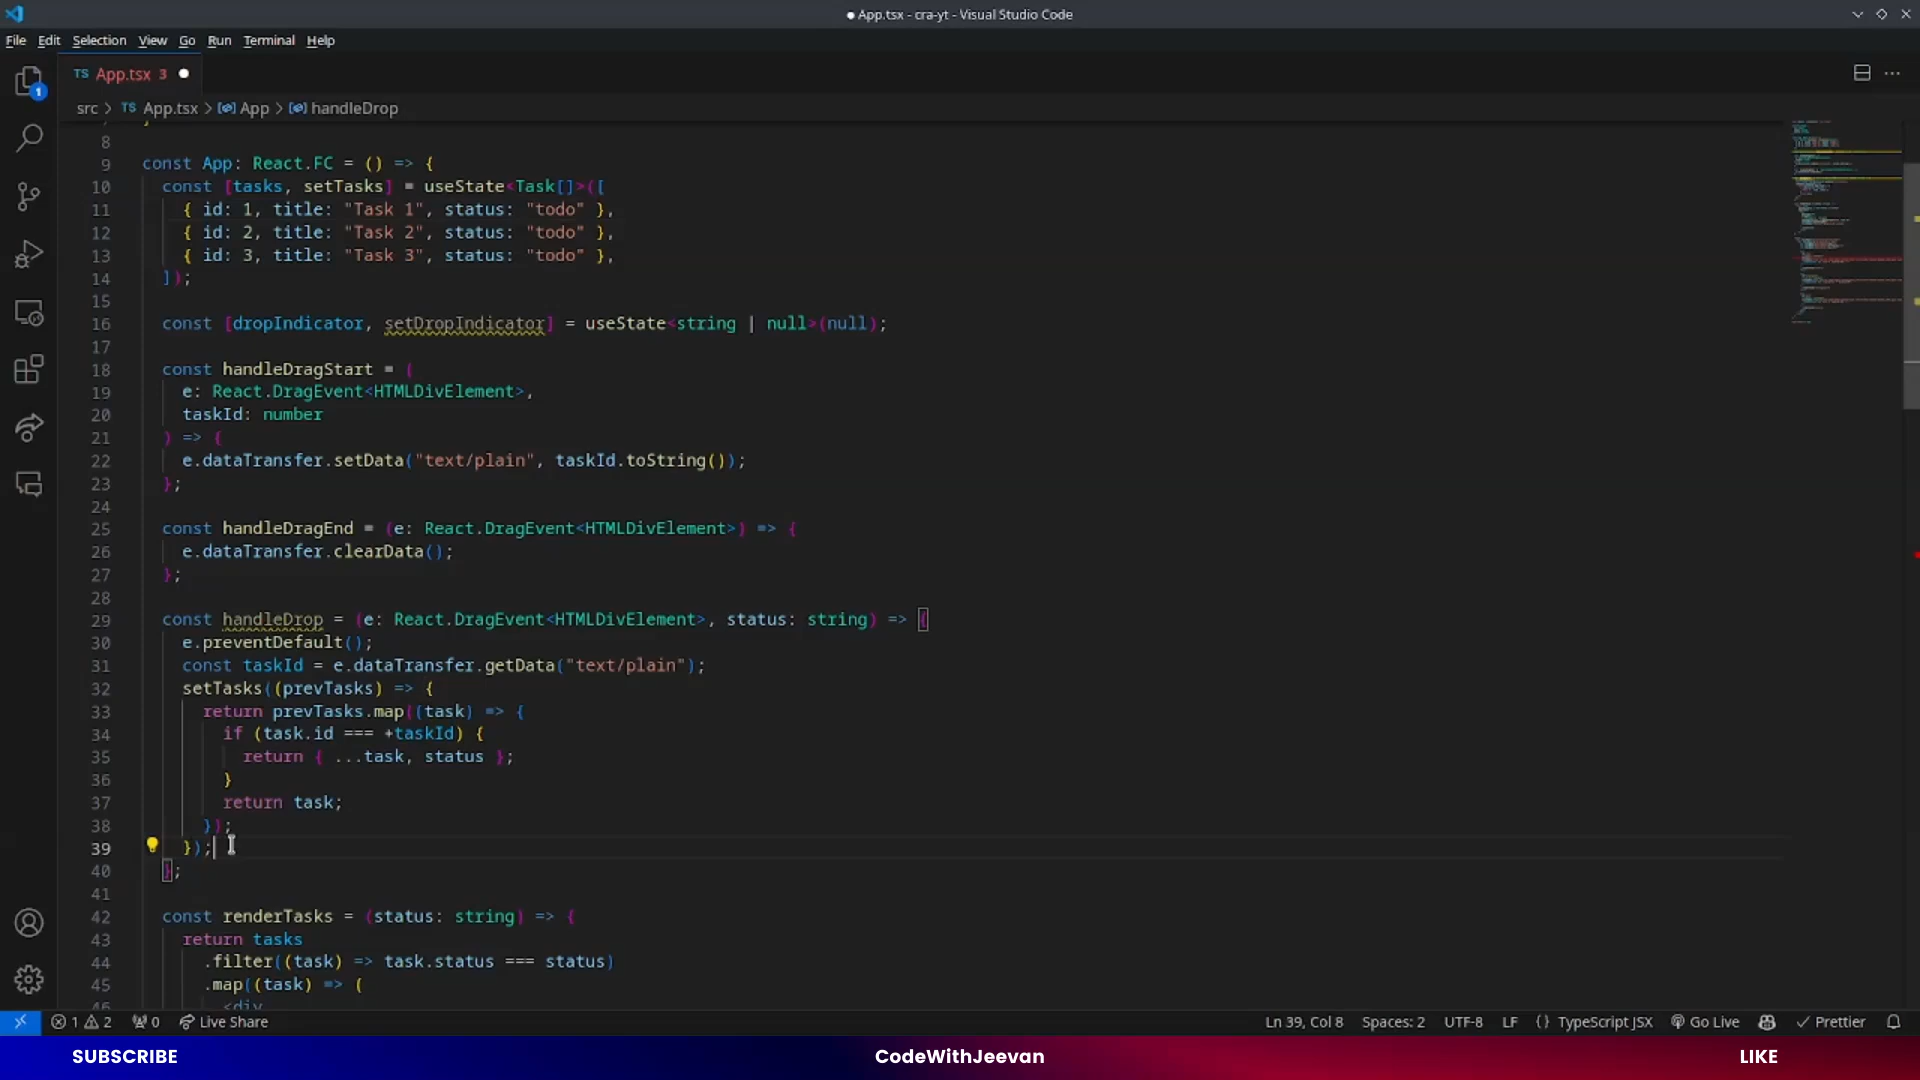 ● App.tsx - cra-yt - Visual Studio Code
File Edit Selection View Go Run Terminal Help
TS App.tsx 3 ●
src > TS App.tsx > App > handleDrop
8
9 const App: React.FC = () => {
10 const [tasks, setTasks] = useState<Task[]>([
11 { id: 1, title: "Task 1", status: "todo" },
12 { id: 2, title: "Task 2", status: "todo" },
13 { id: 3, title: "Task 3", status: "todo" },
14 ]);
15
16 const [dropIndicator, setDropIndicator] = useState<string | null>(null);
17
18 const handleDragStart = (
19 e: React.DragEvent<HTMLDivElement>,
20 taskId: number
21 ) => {
22 e.dataTransfer.setData("text/plain", taskId.toString());
23 };
24
25 const handleDragEnd = (e: React.DragEvent<HTMLDivElement>) => {
26 e.dataTransfer.clearData();
27 };
28
29 const handleDrop = (e: React.DragEvent<HTMLDivElement>, status: string) => {
30 e.preventDefault();
31 const taskId = e.dataTransfer.getData("text/plain");
32 setTasks((prevTasks) => {
33 return prevTasks.map((task) => {
34 if (task.id === +taskId) {
35 return { ...task, status };
36 }
37 return task;
38 });
39 });
40 };
41
42 const renderTasks = (status: string) => {
43 return tasks
44 .filter((task) => task.status === status)
45 .map((task) => (
46 <div
1 2 0 Live Share Ln 39, Col 8 Spaces: 2 UTF-8 LF {} TypeScript JSX Go Live Prettier
SUBSCRIBE CodeWithJeevan LIKE